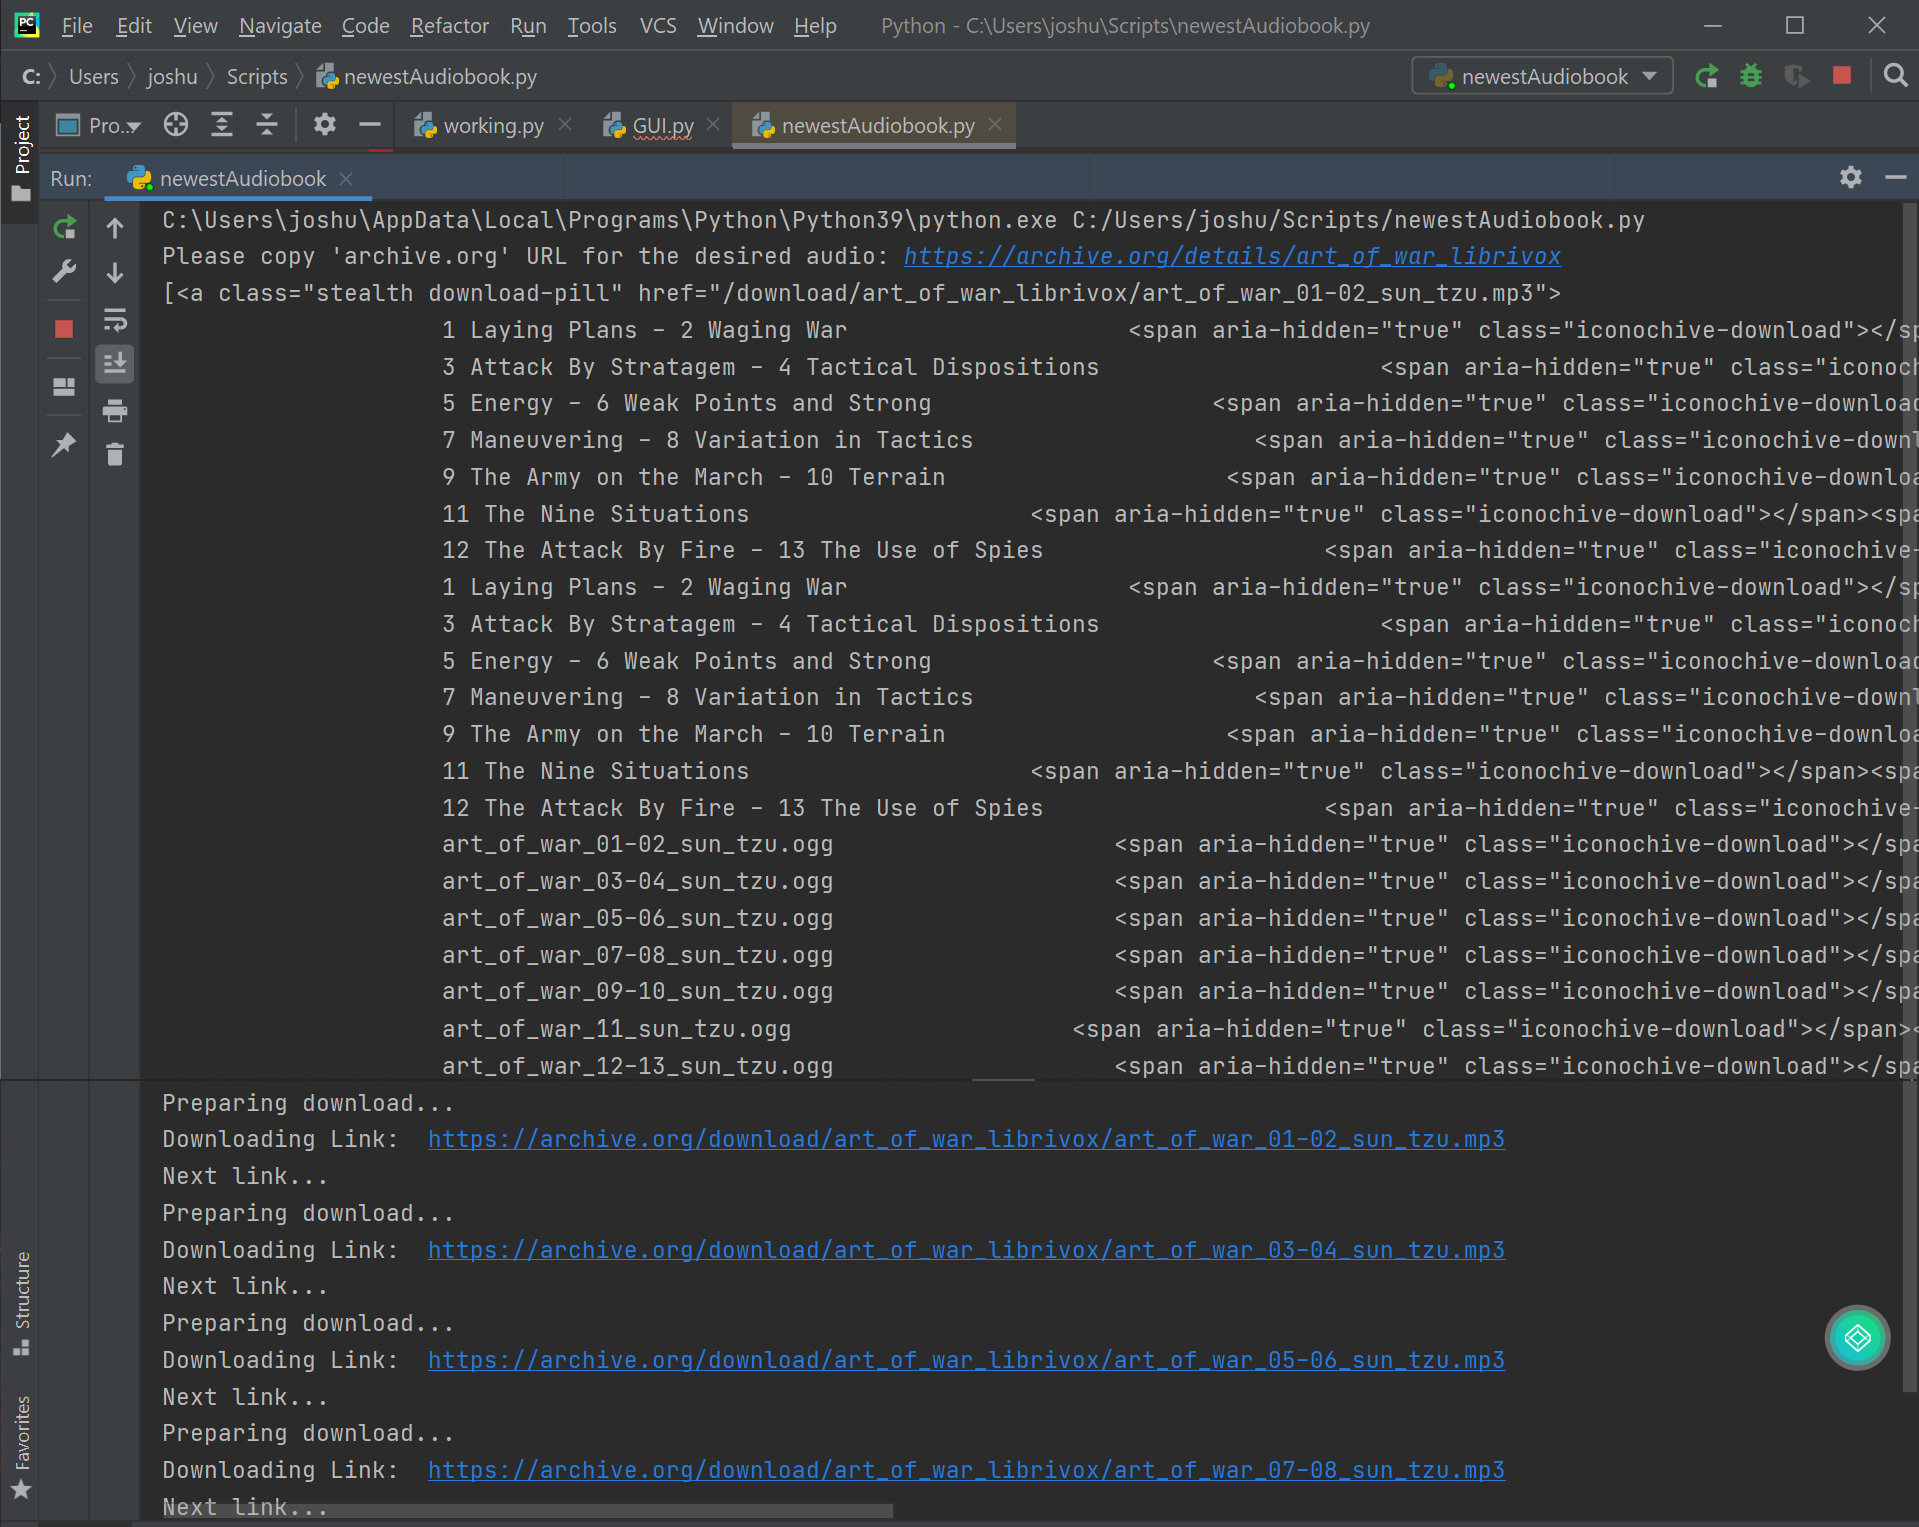 PC File Edit View Navigate Code Refactor Run Tools VCS Window Help Python - C:\Users\joshu\Scripts\newestAudiobook.py
C: Users joshu Scripts newestAudiobook.py newestAudiobook
Project Pro.. working.py GUI.py newestAudiobook.py
Run: newestAudiobook
C:\Users\joshu\AppData\Local\Programs\Python\Python39\python.exe C:/Users/joshu/Scripts/newestAudiobook.py
Please copy 'archive.org' URL for the desired audio: https://archive.org/details/art_of_war_librivox
[<a class="stealth download-pill" href="/download/art_of_war_librivox/art_of_war_01-02_sun_tzu.mp3">
1 Laying Plans - 2 Waging War <span aria-hidden="true" class="iconochive-download"></sp
3 Attack By Stratagem - 4 Tactical Dispositions <span aria-hidden="true" class="iconoch
5 Energy - 6 Weak Points and Strong <span aria-hidden="true" class="iconochive-download
7 Maneuvering - 8 Variation in Tactics <span aria-hidden="true" class="iconochive-downl
9 The Army on the March - 10 Terrain <span aria-hidden="true" class="iconochive-downloa
11 The Nine Situations <span aria-hidden="true" class="iconochive-download"></span><spa
12 The Attack By Fire - 13 The Use of Spies <span aria-hidden="true" class="iconochive-
1 Laying Plans - 2 Waging War <span aria-hidden="true" class="iconochive-download"></sp
3 Attack By Stratagem - 4 Tactical Dispositions <span aria-hidden="true" class="iconoch
5 Energy - 6 Weak Points and Strong <span aria-hidden="true" class="iconochive-download
7 Maneuvering - 8 Variation in Tactics <span aria-hidden="true" class="iconochive-downl
9 The Army on the March - 10 Terrain <span aria-hidden="true" class="iconochive-downloa
11 The Nine Situations <span aria-hidden="true" class="iconochive-download"></span><spa
12 The Attack By Fire - 13 The Use of Spies <span aria-hidden="true" class="iconochive-
art_of_war_01-02_sun_tzu.ogg <span aria-hidden="true" class="iconochive-download"></spa
art_of_war_03-04_sun_tzu.ogg <span aria-hidden="true" class="iconochive-download"></spa
art_of_war_05-06_sun_tzu.ogg <span aria-hidden="true" class="iconochive-download"></spa
art_of_war_07-08_sun_tzu.ogg <span aria-hidden="true" class="iconochive-download"></spa
art_of_war_09-10_sun_tzu.ogg <span aria-hidden="true" class="iconochive-download"></spa
art_of_war_11_sun_tzu.ogg <span aria-hidden="true" class="iconochive-download"></span><
art_of_war_12-13_sun_tzu.ogg <span aria-hidden="true" class="iconochive-download"></spa
Preparing download...
Downloading Link: https://archive.org/download/art_of_war_librivox/art_of_war_01-02_sun_tzu.mp3
Next link...
Preparing download...
Downloading Link: https://archive.org/download/art_of_war_librivox/art_of_war_03-04_sun_tzu.mp3
Next link...
Preparing download...
Downloading Link: https://archive.org/download/art_of_war_librivox/art_of_war_05-06_sun_tzu.mp3
Next link...
Preparing download...
Downloading Link: https://archive.org/download/art_of_war_librivox/art_of_war_07-08_sun_tzu.mp3
Next link...
Structure
Favorites